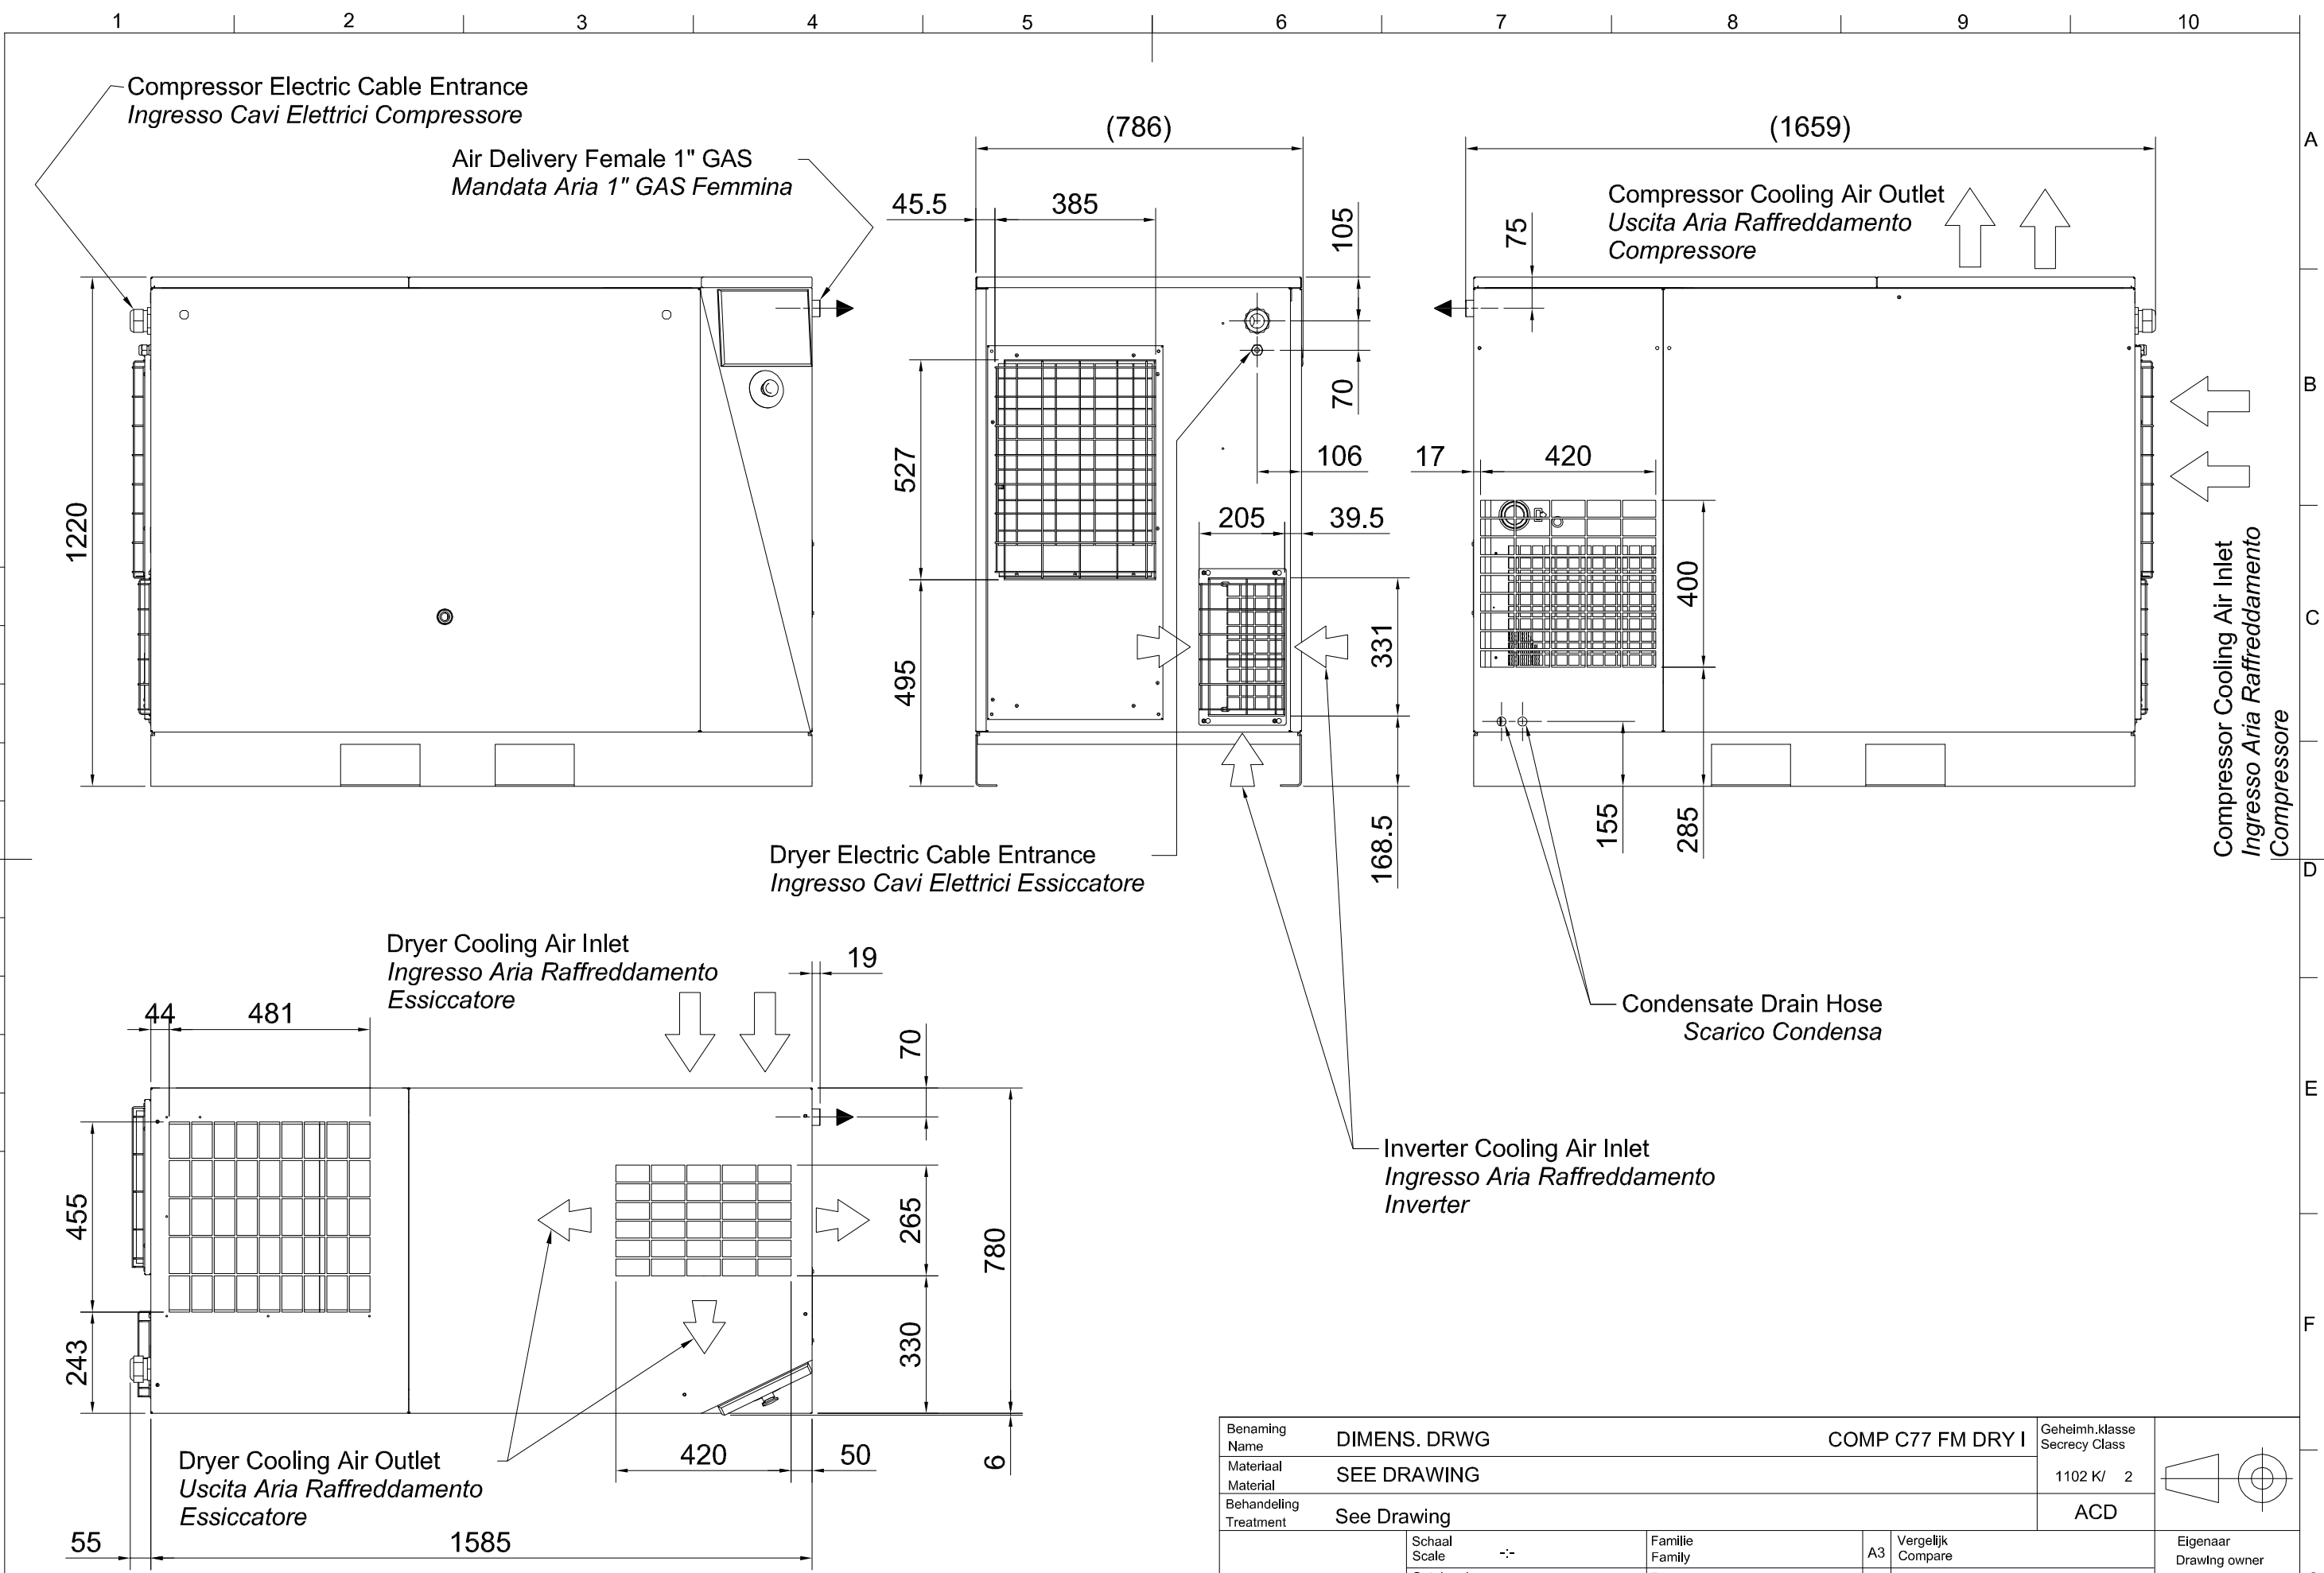 1 2 3 4 5 6 7 8 9 10
Compressor Electric Cable Entrance
Ingresso Cavi Elettrici Compressore
Air Delivery Female 1" GAS
Mandata Aria 1" GAS Femmina
1220
(786)
45.5
385
105
70
527
495
106
205
39.5
331
168.5
Dryer Electric Cable Entrance
Ingresso Cavi Elettrici Essiccatore
(1659)
Compressor Cooling Air Outlet
Uscita Aria Raffreddamento
Compressore
75
17
420
400
155
285
Compressor Cooling Air Inlet
Ingresso Aria Raffreddamento
Compressore
A
B
C
D
E
F
Condensate Drain Hose
Scarico Condensa
Inverter Cooling Air Inlet
Ingresso Aria Raffreddamento
Inverter
Dryer Cooling Air Inlet
Ingresso Aria Raffreddamento
Essiccatore
19
44
481
70
455
265
780
243
330
Dryer Cooling Air Outlet
Uscita Aria Raffreddamento
Essiccatore
420
50
6
55
1585
Benaming
Name
DIMENS. DRWG COMP C77 FM DRY I
Geheimh.klasse
Secrecy Class
Materiaal
Material
SEE DRAWING
1102 K/ 2
Behandeling
Treatment
See Drawing
ACD
Schaal
Scale
-:-
Familie
Family
A3
Vergelijk
Compare
Eigenaar
Drawing owner